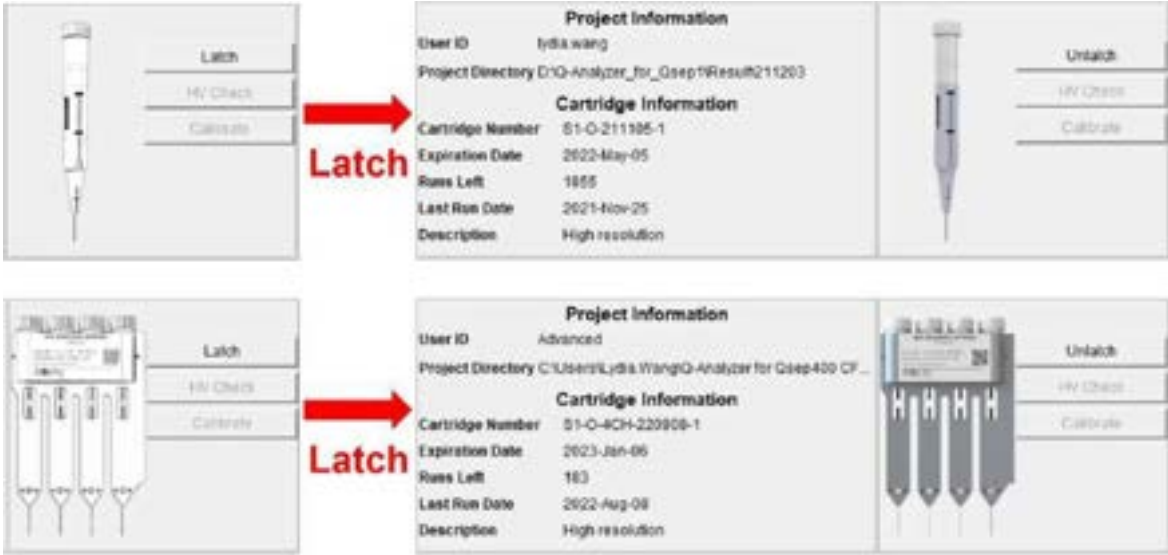 Latch
HV Check
Calibrate
Latch
Project Information
User ID lydia.wang
Project Directory D:\Q-Analyzer_for_Qsep1\Result\211203
Cartridge Information
Cartridge Number S1-O-211105-1
Expiration Date 2022-May-05
Runs Left 1055
Last Run Date 2021-Nov-25
Description High resolution
Unlatch
HV Check
Calibrate
Latch
HV Check
Calibrate
Latch
Project Information
User ID Advanced
Project Directory C:\Users\Lydia.Wang\Q-Analyzer for Qsep400 CF...
Cartridge Information
Cartridge Number S1-O-4CH-220908-1
Expiration Date 2023-Jan-06
Runs Left 183
Last Run Date 2022-Aug-08
Description High resolution
Unlatch
HV Check
Calibrate